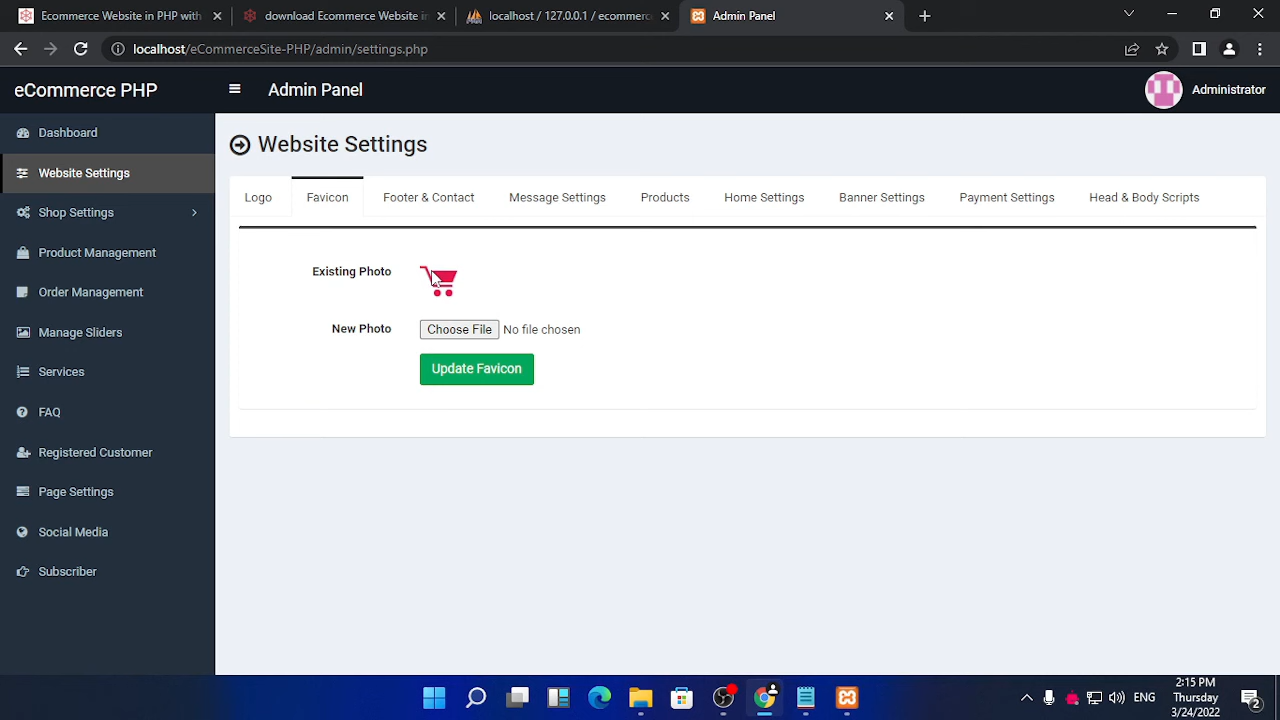 Ecommerce Website in PHP with
download Ecommerce Website i
localhost / 127.0.0.1 / ecommerc
Admin Panel
localhost/eCommerceSite-PHP/admin/settings.php
eCommerce PHP
Admin Panel
Administrator
Dashboard
Website Settings
Shop Settings
Product Management
Order Management
Manage Sliders
Services
FAQ
Registered Customer
Page Settings
Social Media
Subscriber
Website Settings
Logo Favicon Footer & Contact Message Settings Products Home Settings Banner Settings Payment Settings Head & Body Scripts
Existing Photo
New Photo Choose File No file chosen
Update Favicon
ENG
2:15 PM
Thursday
3/24/2022
2